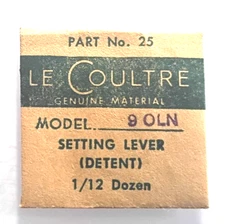 PART No. 25
LE COULTRE
GENUINE MATERIAL
MODEL 9 OLN
SETTING LEVER
(DETENT)
1/12 Dozen